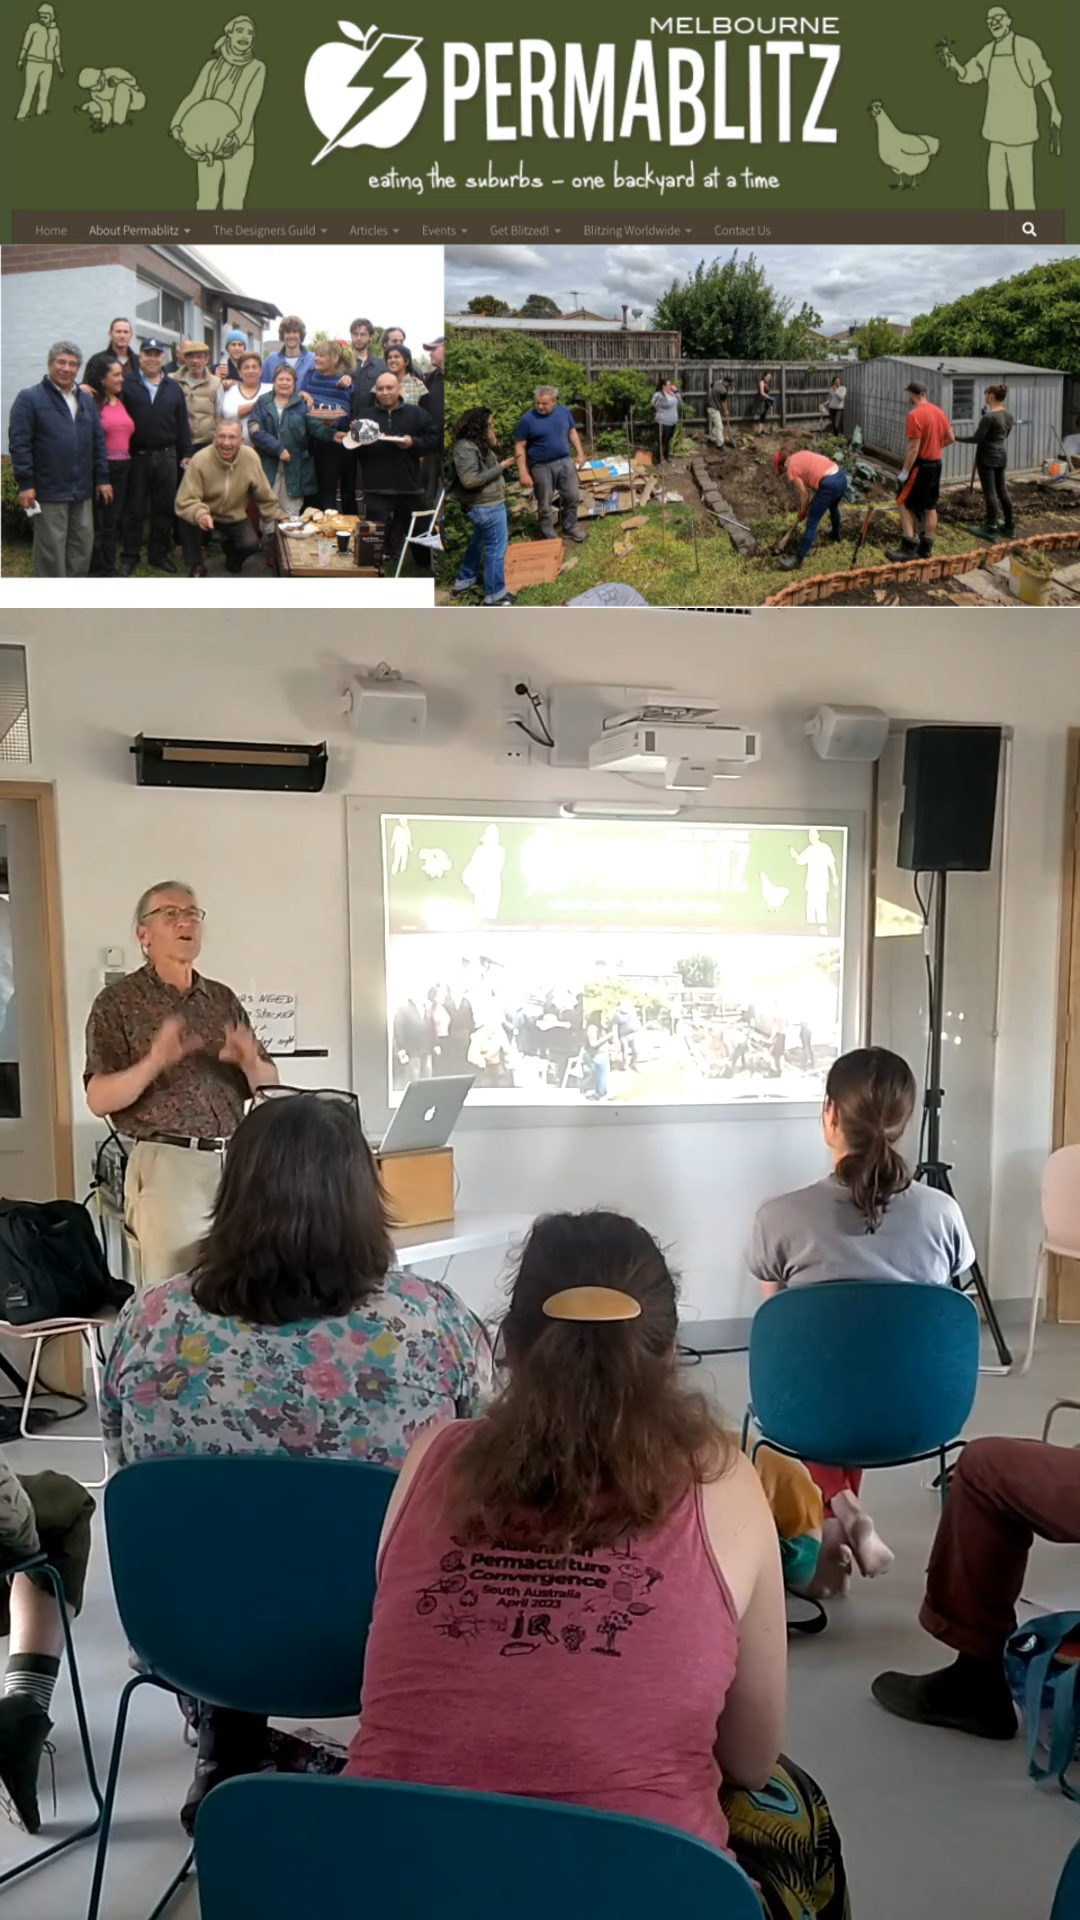 MELBOURNE
PERMABLITZ
eating the suburbs – one backyard at a time
Home About Permablitz The Designers Guild Articles Events Get Blitzed! Blitzing Worldwide Contact Us
NEED
Permaculture
Convergence
South Australia
April 2023